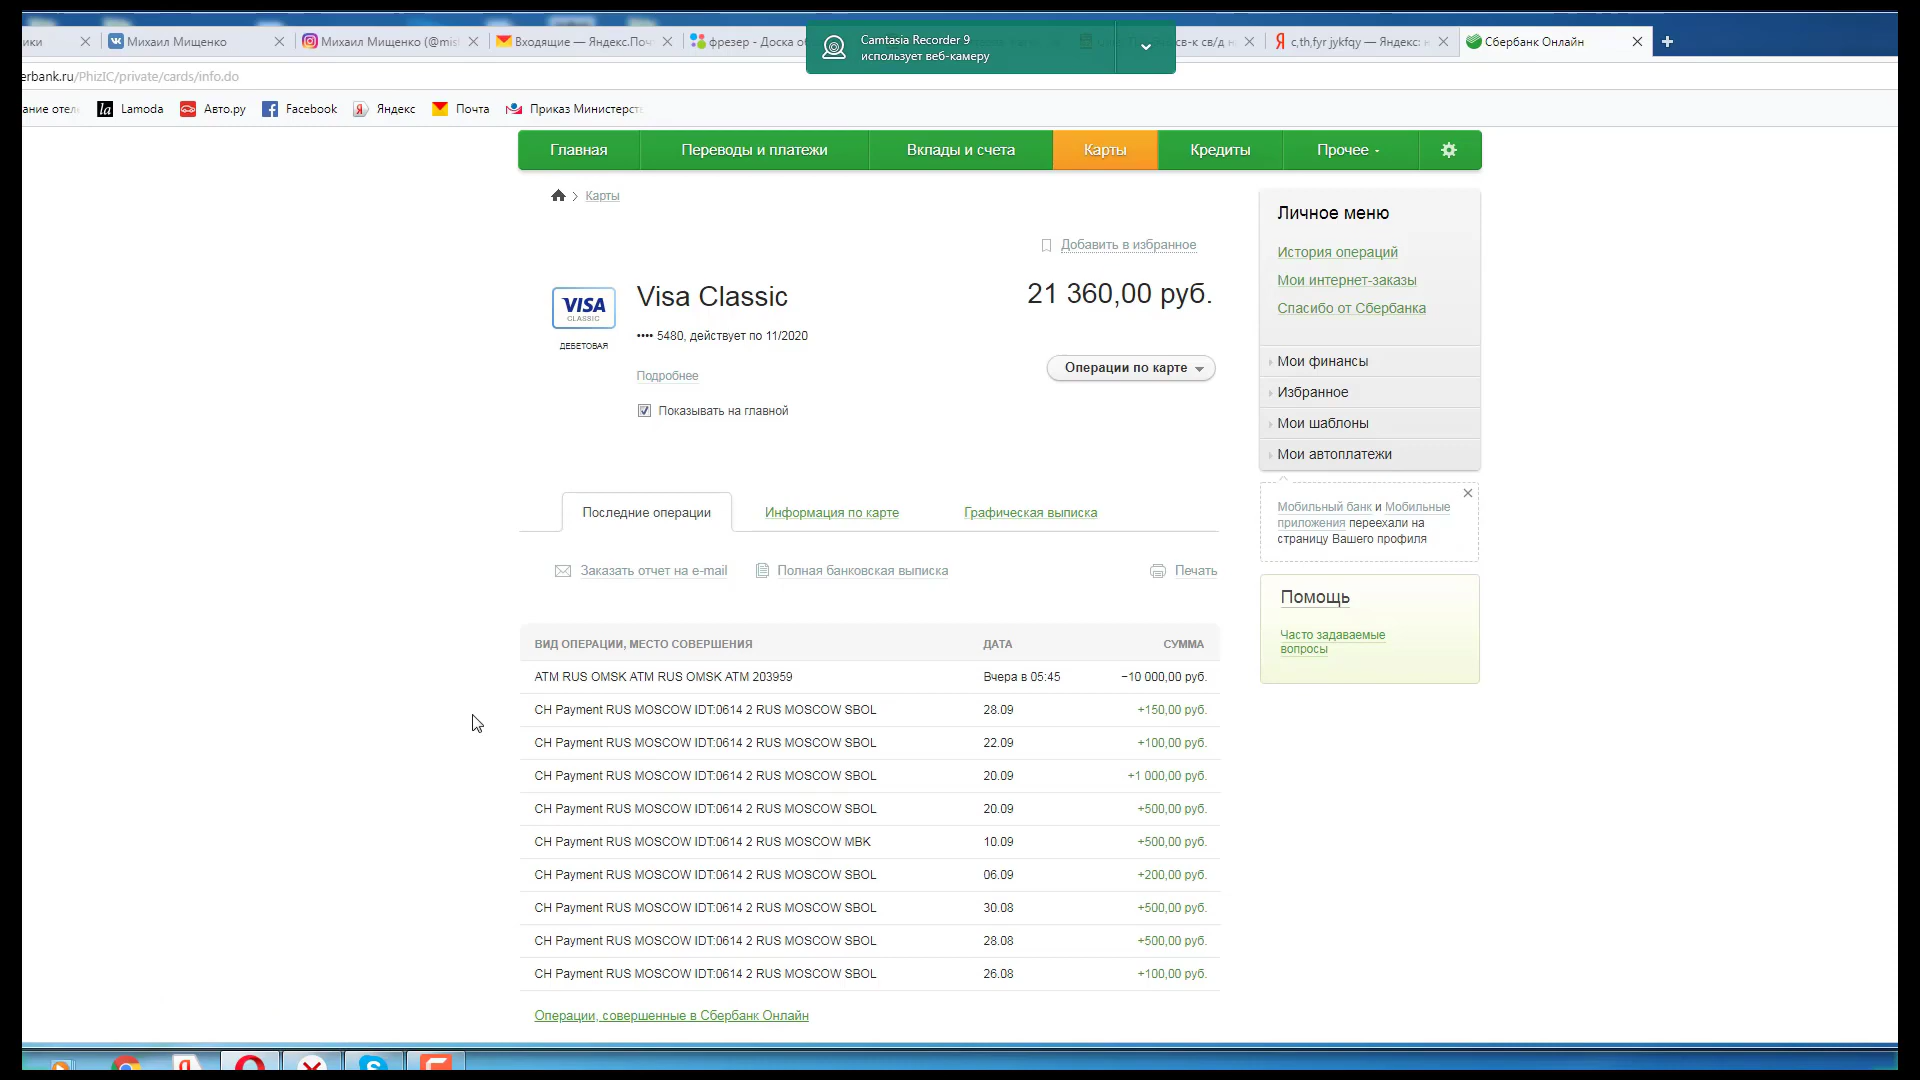 ики
Михаил Мищенко
Михаил Мищенко (@mis
Входящие — Яндекс.Поч
фрезер - Доска о
св-к св/д н
c,th,fyr jykfqy — Яндекс: н
Сбербанк Онлайн
Camtasia Recorder 9
использует веб-камеру
erbank.ru/PhizIC/private/cards/info.do
ание отел
Lamoda
Авто.ру
Facebook
Яндекс
Почта
Приказ Министерст
Главная
Переводы и платежи
Вклады и счета
Карты
Кредиты
Прочее
Карты
Добавить в избранное
VISA
CLASSIC
ДЕБЕТОВАЯ
Visa Classic
21 360,00 руб.
•••• 5480, действует по 11/2020
Операции по карте
Подробнее
Показывать на главной
Личное меню
История операций
Мои интернет-заказы
Спасибо от Сбербанка
Мои финансы
Избранное
Мои шаблоны
Мои автоплатежи
Мобильный банк и Мобильные
приложения переехали на
страницу Вашего профиля
Помощь
Часто задаваемые
вопросы
Последние операции
Информация по карте
Графическая выписка
Заказать отчет на e-mail
Полная банковская выписка
Печать
ВИД ОПЕРАЦИИ, МЕСТО СОВЕРШЕНИЯ ДАТА СУММА
ATM RUS OMSK ATM RUS OMSK ATM 203959 Вчера в 05:45 −10 000,00 руб.
CH Payment RUS MOSCOW IDT:0614 2 RUS MOSCOW SBOL 28.09 +150,00 руб.
CH Payment RUS MOSCOW IDT:0614 2 RUS MOSCOW SBOL 22.09 +100,00 руб.
CH Payment RUS MOSCOW IDT:0614 2 RUS MOSCOW SBOL 20.09 +1 000,00 руб.
CH Payment RUS MOSCOW IDT:0614 2 RUS MOSCOW SBOL 20.09 +500,00 руб.
CH Payment RUS MOSCOW IDT:0614 2 RUS MOSCOW MBK 10.09 +500,00 руб.
CH Payment RUS MOSCOW IDT:0614 2 RUS MOSCOW SBOL 06.09 +200,00 руб.
CH Payment RUS MOSCOW IDT:0614 2 RUS MOSCOW SBOL 30.08 +500,00 руб.
CH Payment RUS MOSCOW IDT:0614 2 RUS MOSCOW SBOL 28.08 +500,00 руб.
CH Payment RUS MOSCOW IDT:0614 2 RUS MOSCOW SBOL 26.08 +100,00 руб.
Операции, совершенные в Сбербанк Онлайн